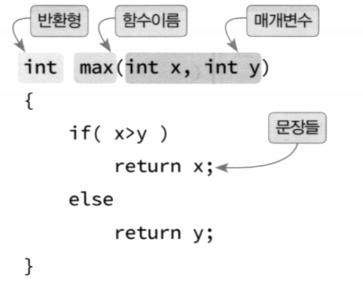 반환형 함수이름 매개변수
int max(int x, int y)
{
if( x>y )
문장들
return x;
else
return y;
}